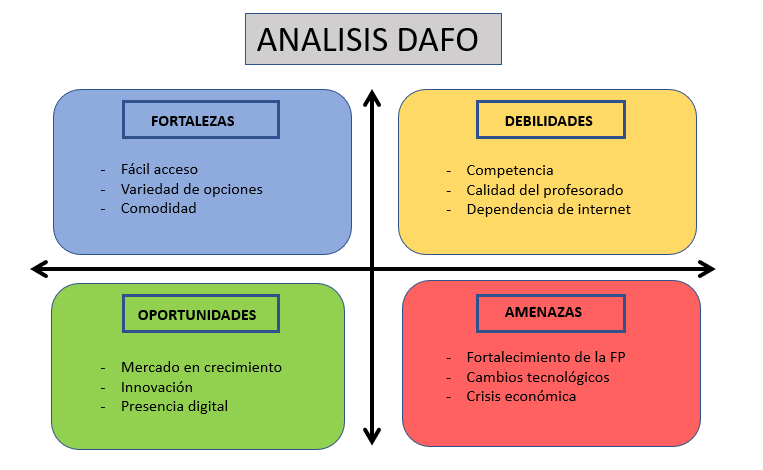 ANALISIS DAFO
FORTALEZAS
- Fácil acceso
- Variedad de opciones
- Comodidad
DEBILIDADES
- Competencia
- Calidad del profesorado
- Dependencia de internet
OPORTUNIDADES
- Mercado en crecimiento
- Innovación
- Presencia digital
AMENAZAS
- Fortalecimiento de la FP
- Cambios tecnológicos
- Crisis económica